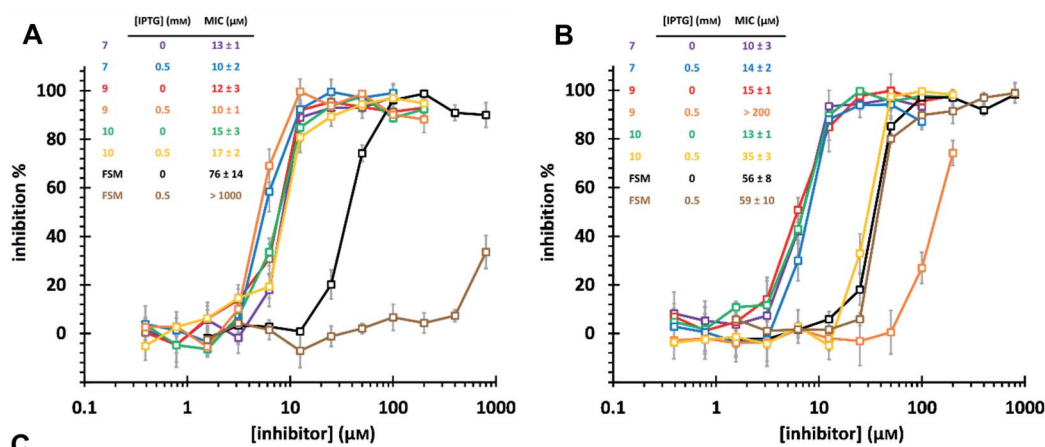 A
[IPTG] (mM) MIC (µM)
7 0 13 ± 1
7 0.5 10 ± 2
9 0 12 ± 3
9 0.5 10 ± 1
10 0 15 ± 3
10 0.5 17 ± 2
FSM 0 76 ± 14
FSM 0.5 > 1000
inhibition %
100
80
60
40
20
0
0.1 1 10 100 1000
[inhibitor] (µM)
B
[IPTG] (mM) MIC (µM)
7 0 10 ± 3
7 0.5 14 ± 2
9 0 15 ± 1
9 0.5 > 200
10 0 13 ± 1
10 0.5 35 ± 3
FSM 0 56 ± 8
FSM 0.5 59 ± 10
inhibition %
100
80
60
40
20
0
0.1 1 10 100 1000
[inhibitor] (µM)
C